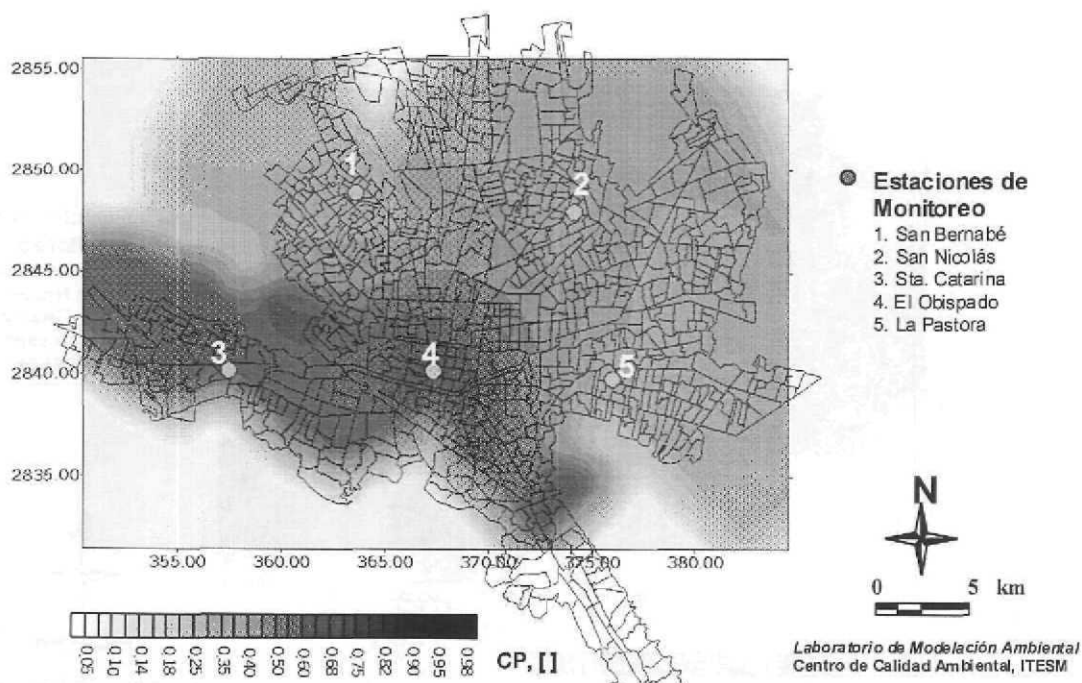 2855.00
2850.00
2845.00
2840.00
2835.00
355.00 360.00 365.00 370.00 375.00 380.00
1
2
3
4
5
Estaciones de
Monitoreo
1. San Bernabé
2. San Nicolás
3. Sta. Catarina
4. El Obispado
5. La Pastora
N
0 5 km
0.05 0.10 0.14 0.18 0.25 0.35 0.40 0.50 0.60 0.68 0.75 0.80 0.90 0.95 0.98
CP, [ ]
Laboratorio de Modelación Ambiental
Centro de Calidad Ambiental, ITESM